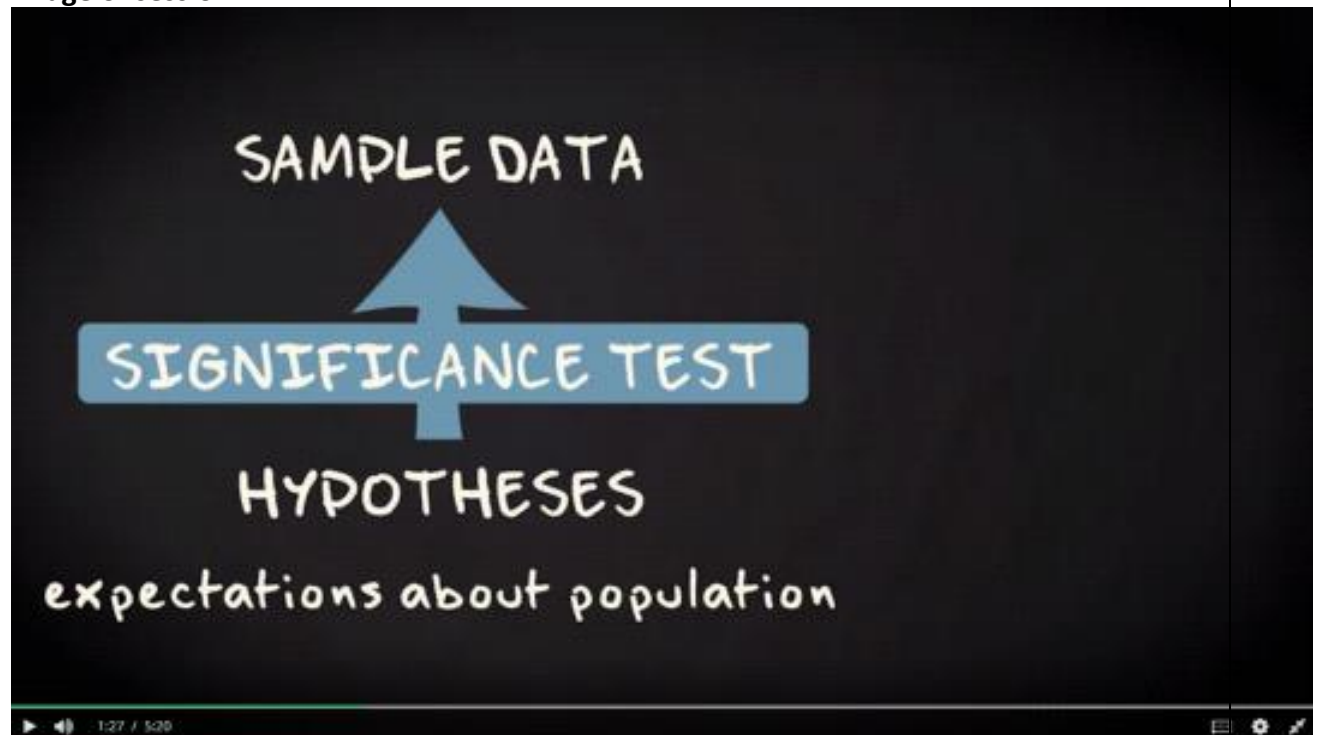 SAMPLE DATA
SIGNIFICANCE TEST
HYPOTHESES
expectations about population
1:27 / 5:20